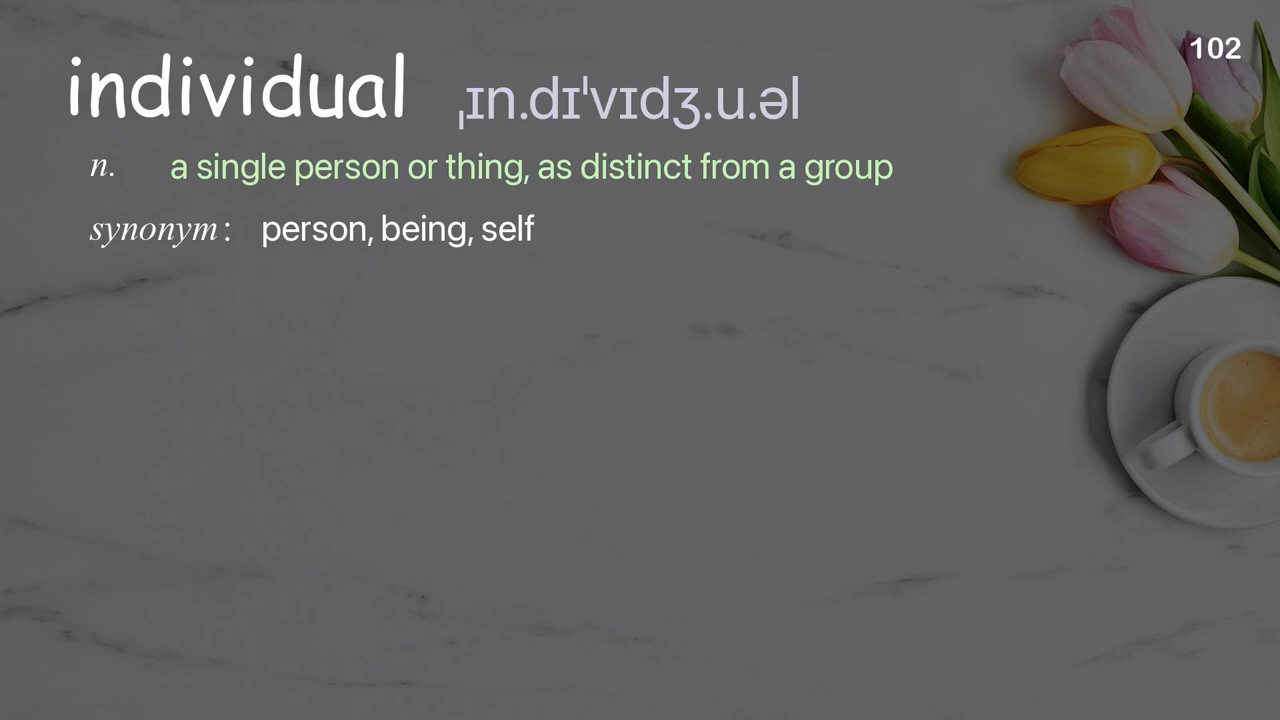 102
individual ˌɪn.dɪˈvɪdʒ.u.əl
n. a single person or thing, as distinct from a group
synonym: person, being, self